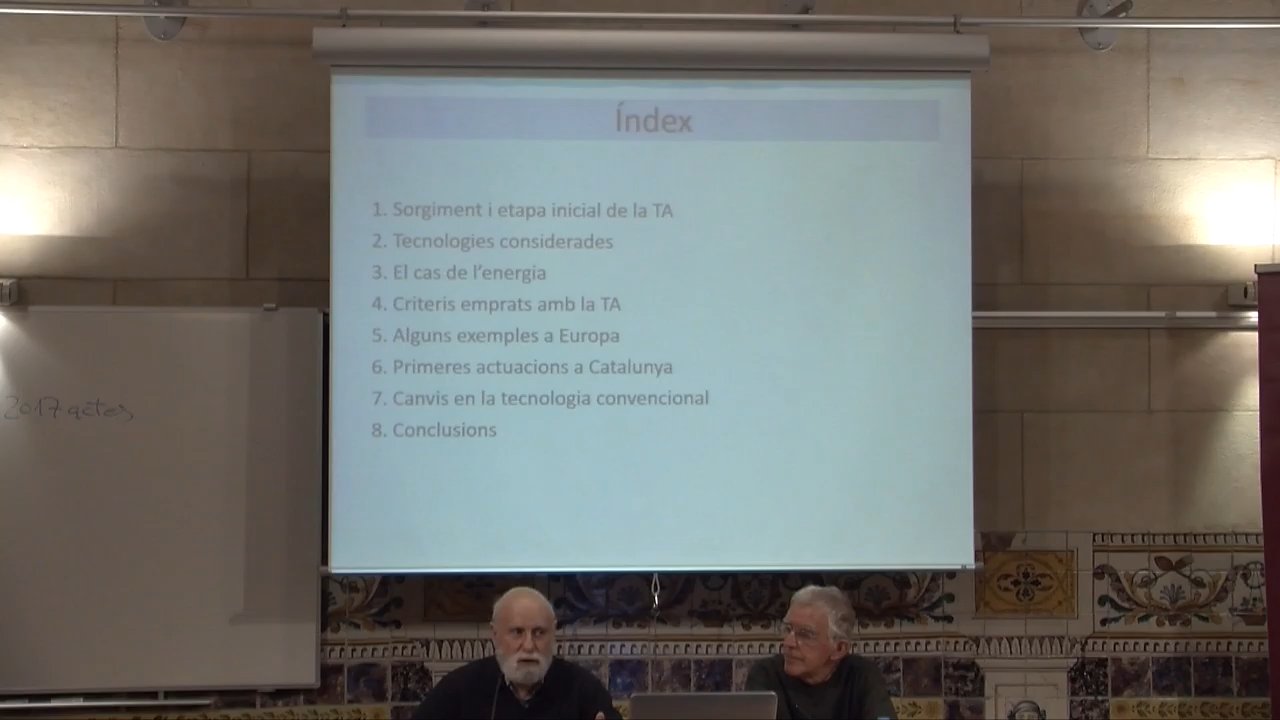 Índex
1. Sorgiment i etapa inicial de la TA
2. Tecnologies considerades
3. El cas de l'energia
4. Criteris emprats amb la TA
5. Alguns exemples a Europa
6. Primeres actuacions a Catalunya
7. Canvis en la tecnologia convencional
8. Conclusions
2017 actes